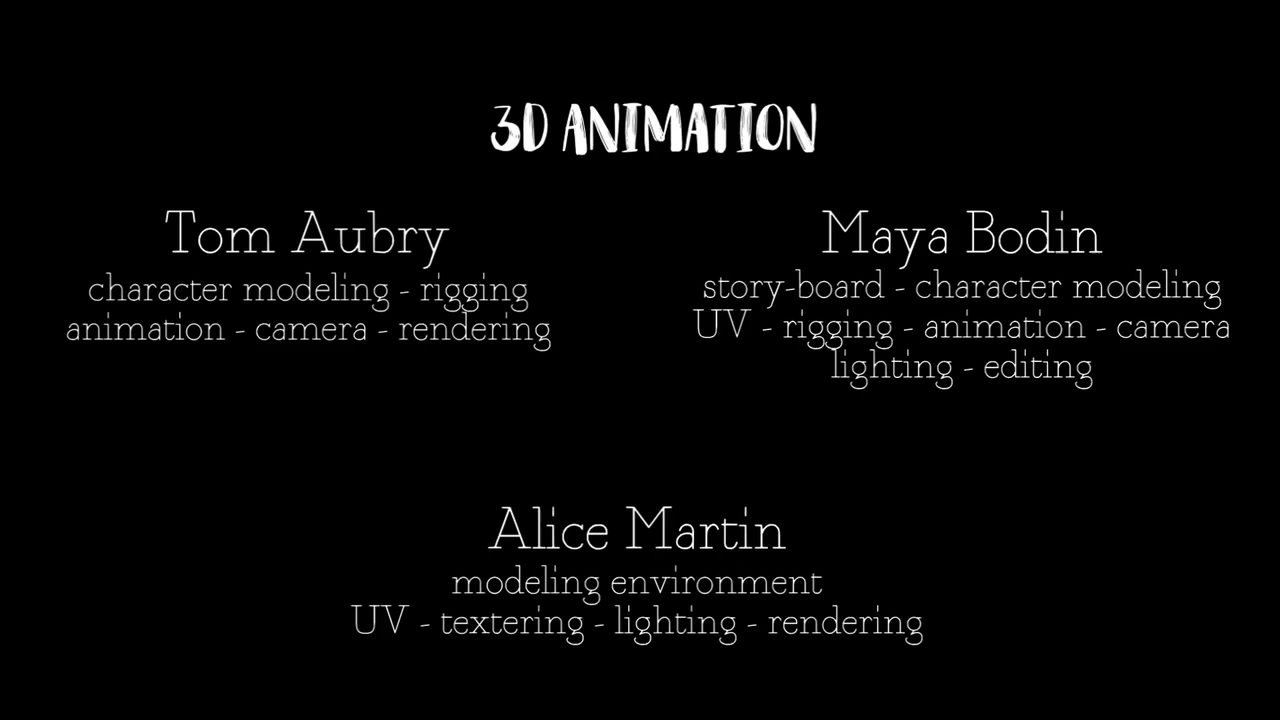 3D ANIMATION
Tom Aubry
character modeling - rigging
animation - camera - rendering
Maya Bodin
story-board - character modeling
UV - rigging - animation - camera
lighting - editing
Alice Martin
modeling environment
UV - textering - lighting - rendering